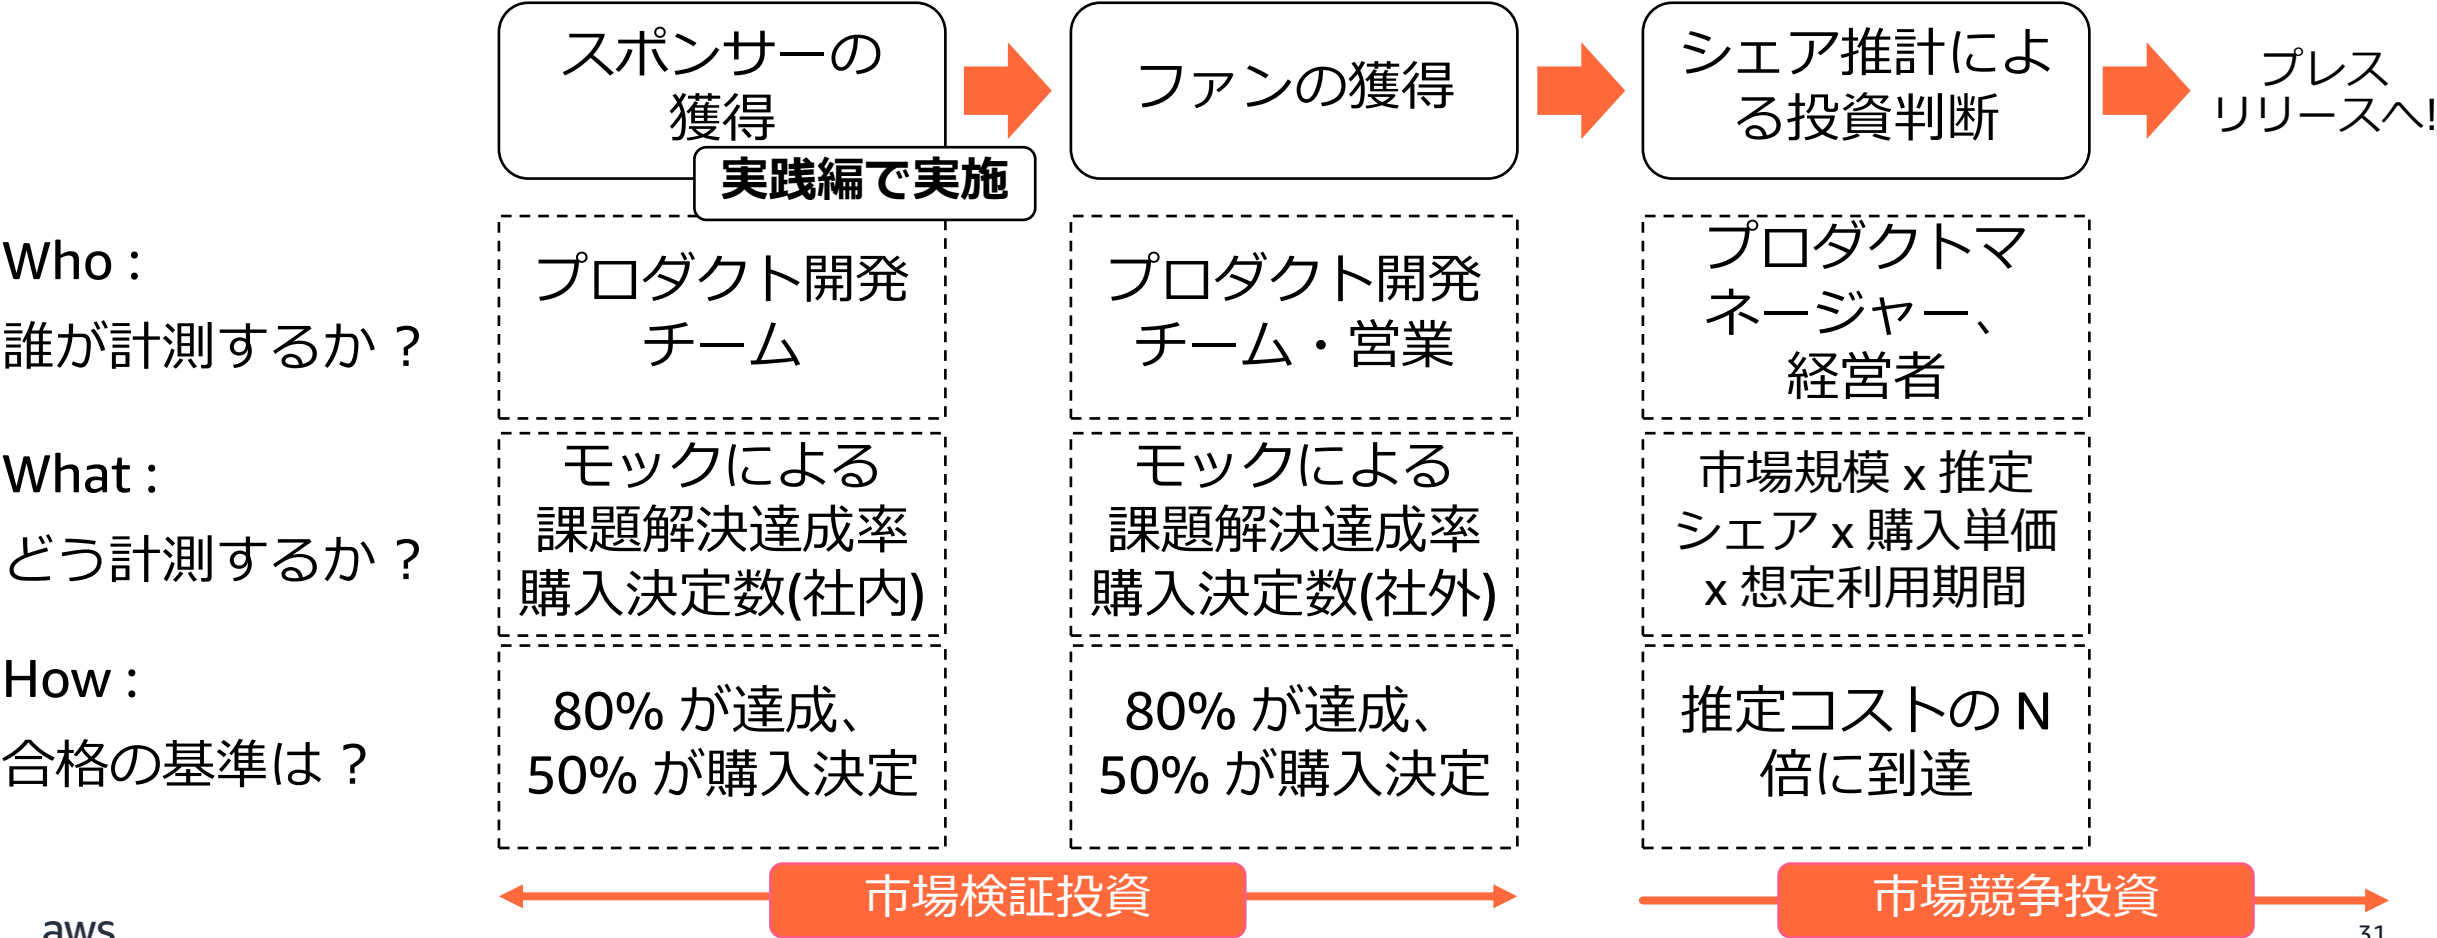 スポンサーの
獲得
実践編で実施
ファンの獲得
シェア推計によ
る投資判断
プレス
リリースへ!
Who :
誰が計測するか？
プロダクト開発
チーム
プロダクト開発
チーム・営業
プロダクトマ
ネージャー、
経営者
What :
どう計測するか？
モックによる
課題解決達成率
購入決定数(社内)
モックによる
課題解決達成率
購入決定数(社外)
市場規模 x 推定
シェア x 購入単価
x 想定利用期間
How :
合格の基準は？
80% が達成、
50% が購入決定
80% が達成、
50% が購入決定
推定コストの N
倍に到達
市場検証投資
市場競争投資
aws
31